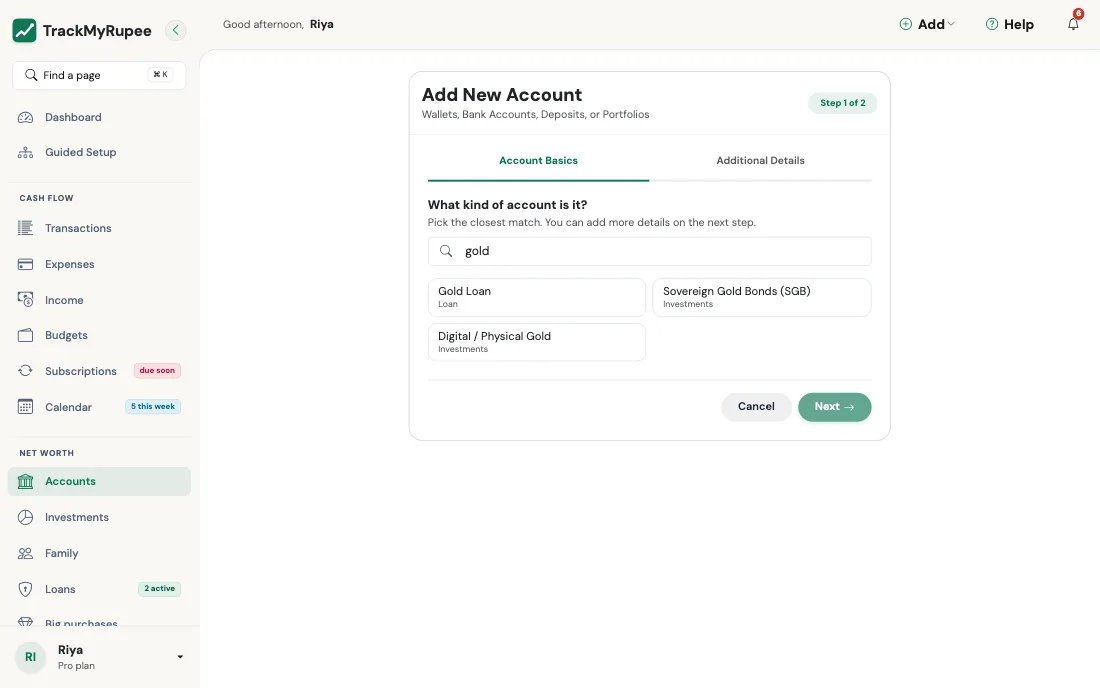 TrackMyRupee
Find a page
⌘ K
Dashboard
Guided Setup
CASH FLOW
Transactions
Expenses
Income
Budgets
Subscriptions
due soon
Calendar
5 this week
NET WORTH
Accounts
Investments
Family
Loans
2 active
Big purchases
RI
Riya
Pro plan
Good afternoon, Riya
Add
Help
6
Add New Account
Wallets, Bank Accounts, Deposits, or Portfolios
Step 1 of 2
Account Basics
Additional Details
What kind of account is it?
Pick the closest match. You can add more details on the next step.
gold
Gold Loan
Loan
Sovereign Gold Bonds (SGB)
Investments
Digital / Physical Gold
Investments
Cancel
Next →